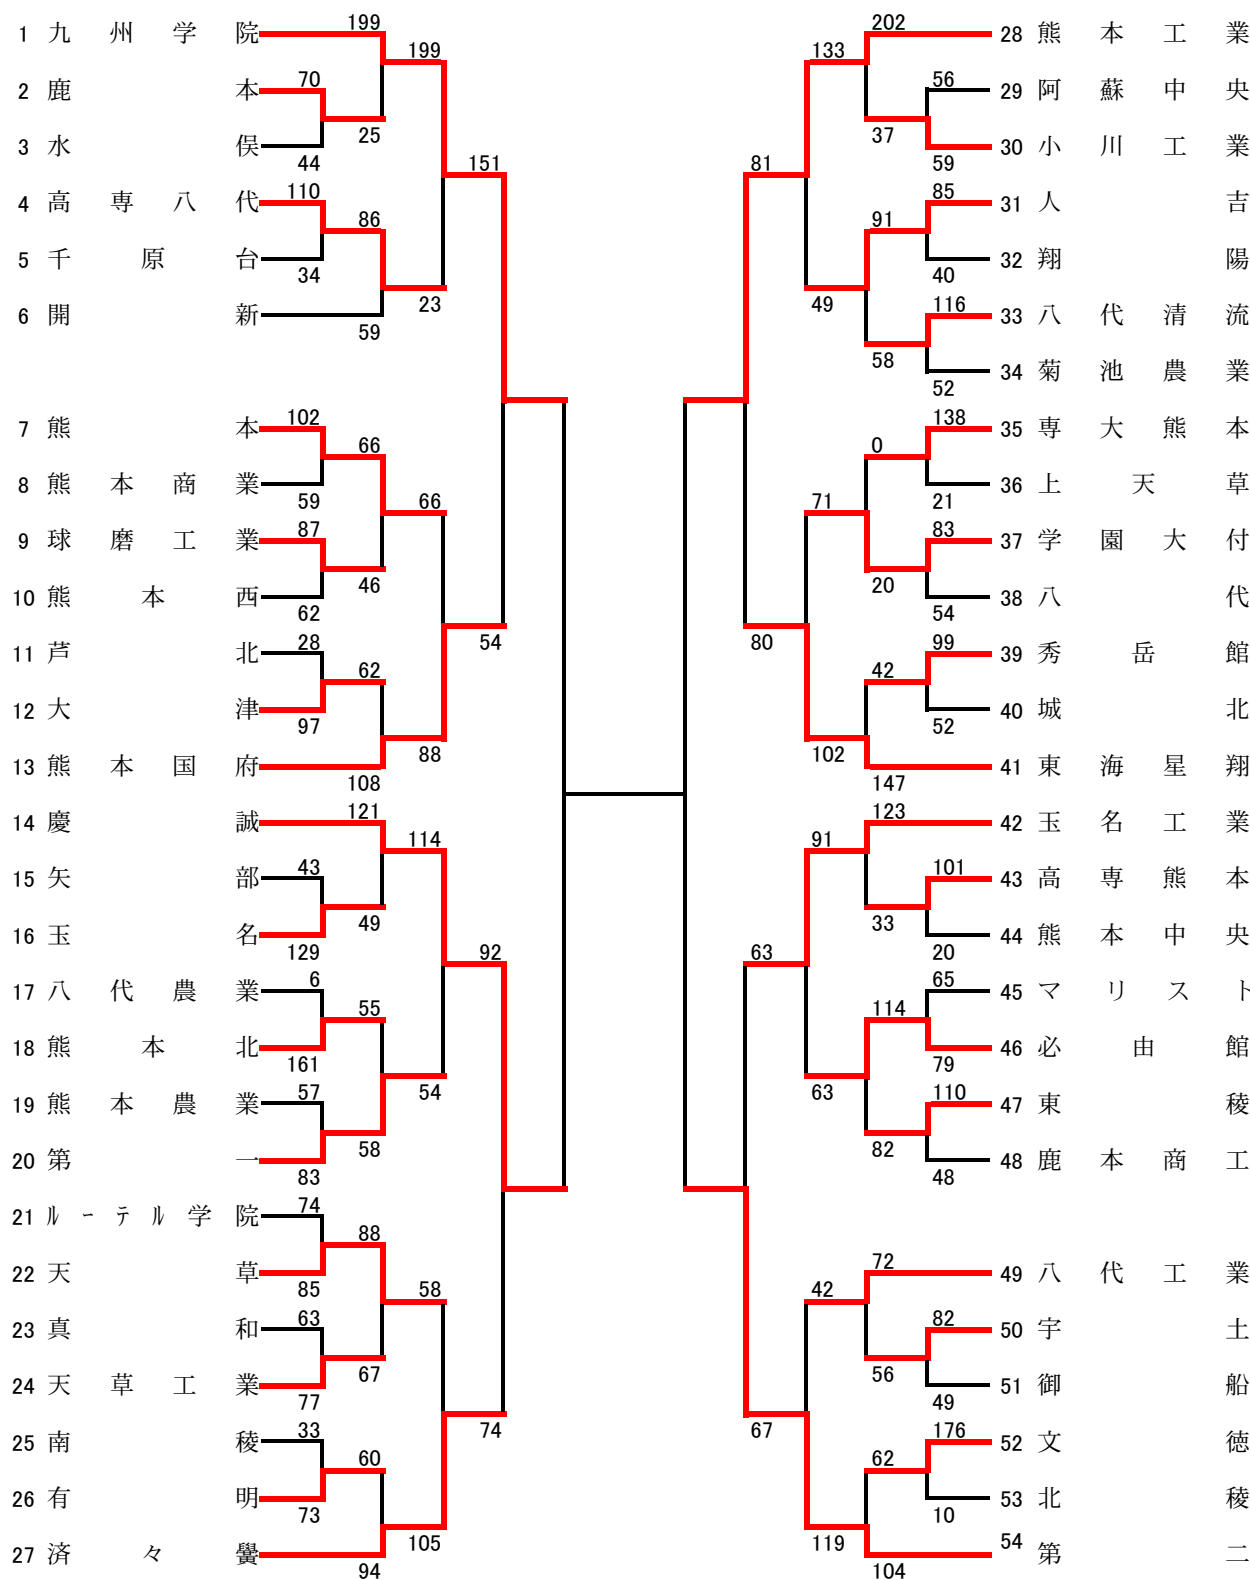 199 202
1 九州学院 199 133 28 熊本工業
70 56
2 鹿本 29 阿蘇中央
25 37
3 水俣 30 小川工業
44 151 81 59
110 85
4 高専八代 86 91 31 人吉
5 千原台 32 翔陽
34 40
23 49 116
6 開新 33 八代清流
59 58
34 菊池農業
52
102 138
7 熊本 66 0 35 専大熊本
8 熊本商業 36 上天草
59 66 71 21
87 83
9 球磨工業 37 学園大付
46 20
10 熊本西 38 八代
62 54
28 54 80 99
11 芦北 62 42 39 秀岳館
12 大津 40 城北
97 52
88 102
13 熊本国府 41 東海星翔
108 147
121 123
14 慶誠 114 91 42 玉名工業
43 101
15 矢部 43 高専熊本
49 33
16 玉名 44 熊本中央
129 92 63 20
6 65
17 八代農業 55 114 45 マリスト
18 熊本北 46 必由館
161 79
57 54 63 110
19 熊本農業 47 東稜
58 82
20 第一 48 鹿本商工
83 48
74
21 ルーテル学院 88
72
22 天草 58 42 49 八代工業
85
63 82
23 真和 50 宇土
67 56
24 天草工業 51 御船
77 49
33 74 67 176
25 南稜 60 62 52 文徳
26 有明 53 北稜
73 10
105 119 54
27 済々黌 第二
94 104